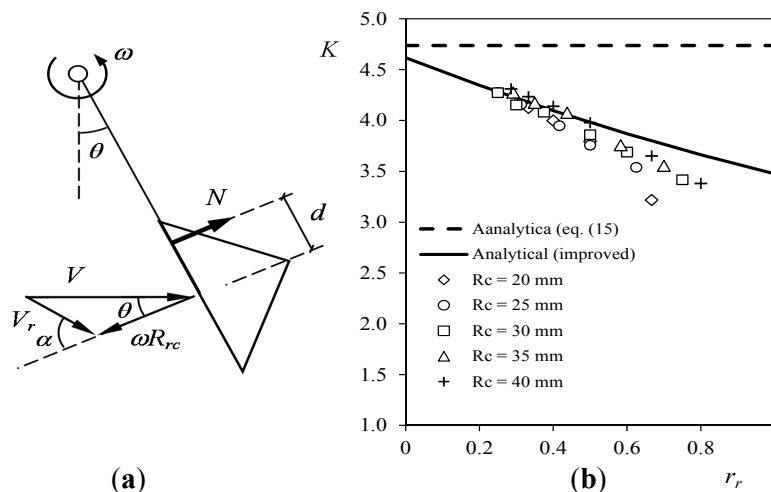 ω
θ
N
d
V
θ
V_r
α
ωR_rc
(a)
K
5.0
4.5
4.0
3.5
3.0
2.5
2.0
1.5
1.0
Aanalytica (eq. (15)
Analytical (improved)
Rc = 20 mm
Rc = 25 mm
Rc = 30 mm
Rc = 35 mm
Rc = 40 mm
0 0.2 0.4 0.6 0.8
r_r
(b)